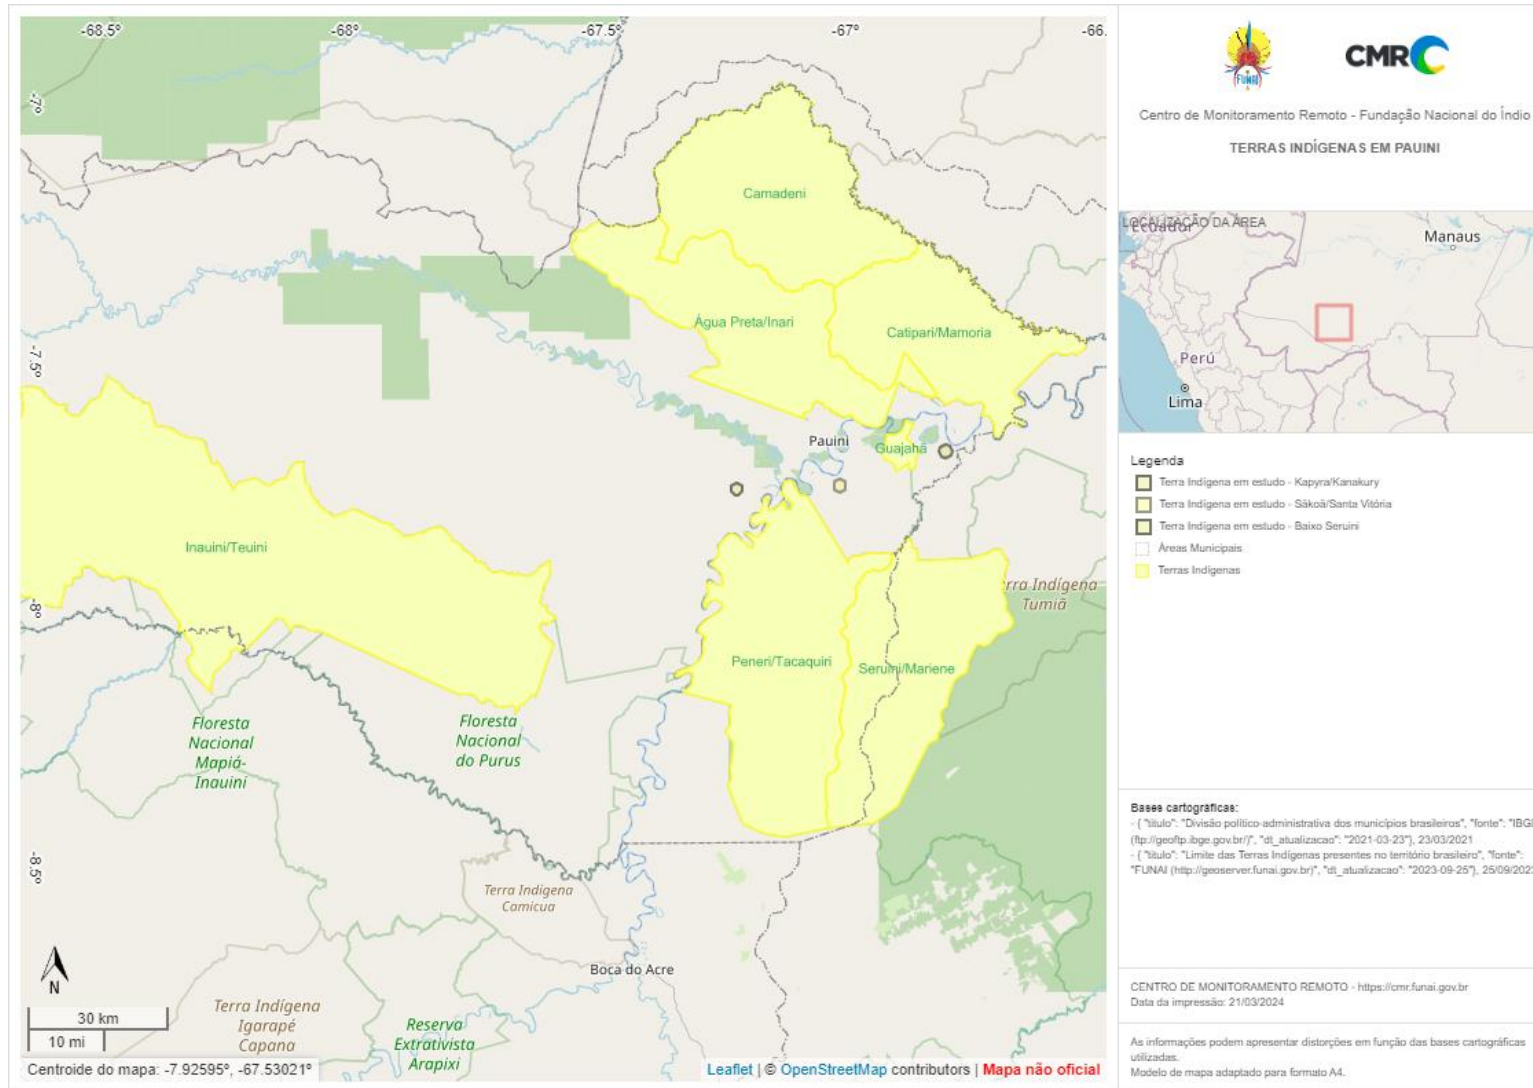 -68.5°
-68°
-67.5°
-67°
-66.
-7°
-7.5°
-8°
-8.5°
Camadeni
Água Preta/Inari
Catipari/Mamoria
Pauini
Guajahã
Inauini/Teuini
rra Indígena
Tumiã
Peneri/Tacaquiri
Seruini/Mariene
Floresta
Nacional
Mapiá-
Inauini
Floresta
Nacional
do Purus
Terra Indígena
Camicua
Boca do Acre
Terra Indígena
Igarapé
Capana
Reserva
Extrativista
Arapixi
N
30 km
10 mi
Centroide do mapa: -7.92595°, -67.53021°
Leaflet | © OpenStreetMap contributors | Mapa não oficial
FUNAI
CMR
Centro de Monitoramento Remoto - Fundação Nacional do Índio
TERRAS INDÍGENAS EM PAUINI
LOCALIZAÇÃO DA ÁREA
Ecuador
Manaus
Perú
Lima
Legenda
Terra Indígena em estudo - Kapyra/Kanakury
Terra Indígena em estudo - Säkoã/Santa Vitória
Terra Indígena em estudo - Baixo Seruini
Áreas Municipais
Terras Indígenas
Bases cartográficas:
- { "titulo": "Divisão político-administrativa dos municípios brasileiros", "fonte": "IBGE
(ftp://geoftp.ibge.gov.br/)", "dt_atualizacao": "2021-03-23"}, 23/03/2021
- { "titulo": "Limite das Terras Indígenas presentes no território brasileiro", "fonte":
"FUNAI (http://geoserver.funai.gov.br)", "dt_atualizacao": "2023-09-25"}, 25/09/2023
CENTRO DE MONITORAMENTO REMOTO - https://cmr.funai.gov.br
Data da impressão: 21/03/2024
As informações podem apresentar distorções em função das bases cartográficas
utilizadas.
Modelo de mapa adaptado para formato A4.